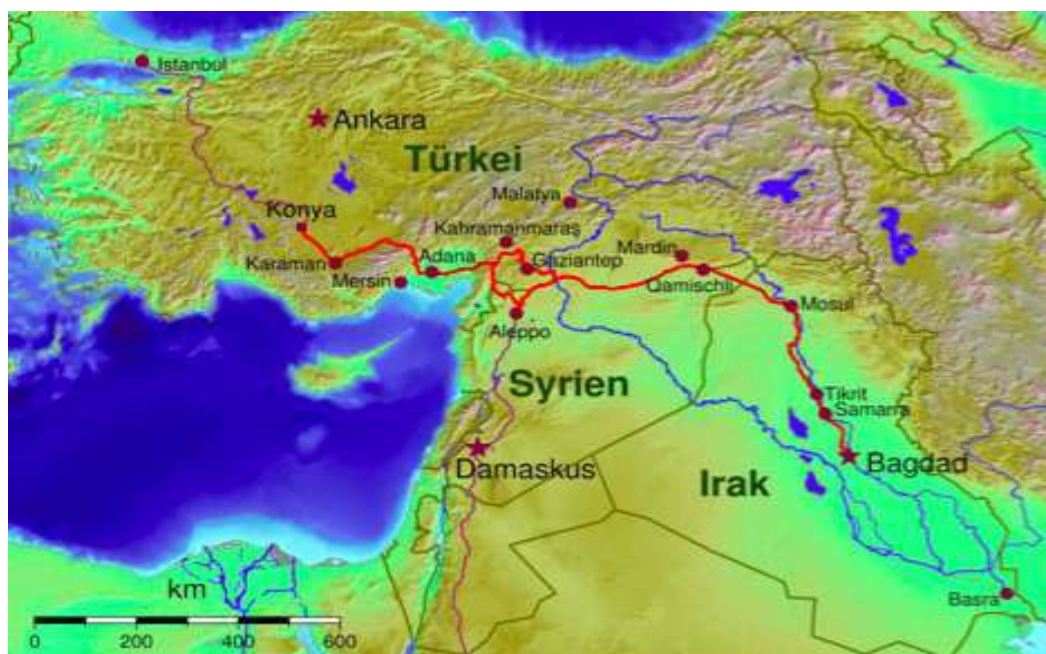 Istanbul
Ankara
Türkei
Malatya
Konya
Kahramanmaraş
Mardin
Karaman
Adana
Gaziantep
Mersin
Qamischli
Mosul
Aleppo
Syrien
Tikrit
Samarra
Damaskus
Irak
Bagdad
km
Basra
0 200 400 600